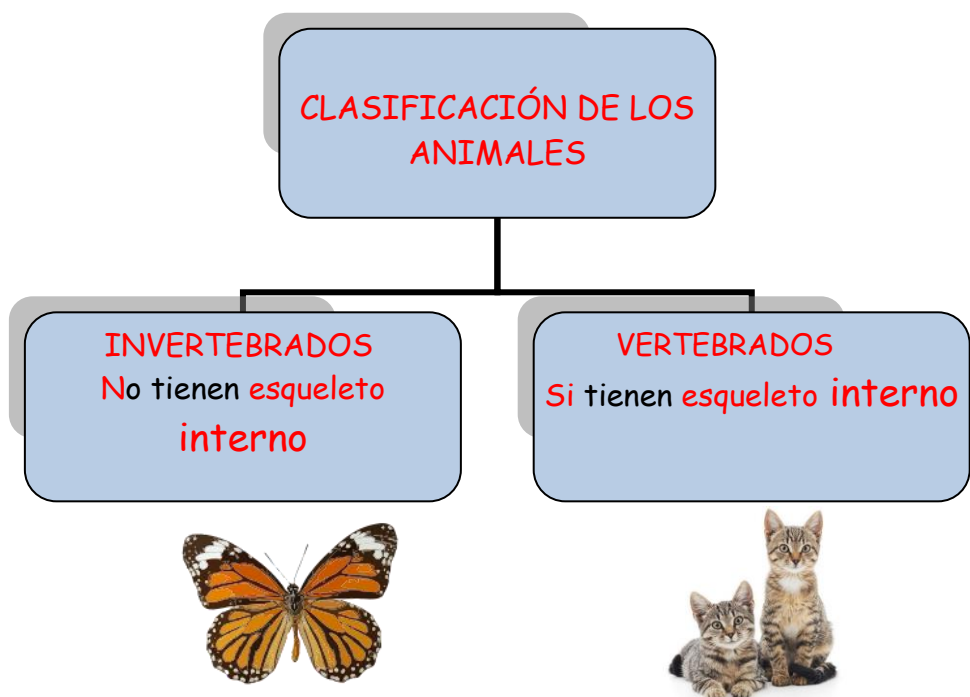 CLASIFICACIÓN DE LOS
ANIMALES
INVERTEBRADOS
No tienen esqueleto
interno
VERTEBRADOS
Si tienen esqueleto interno